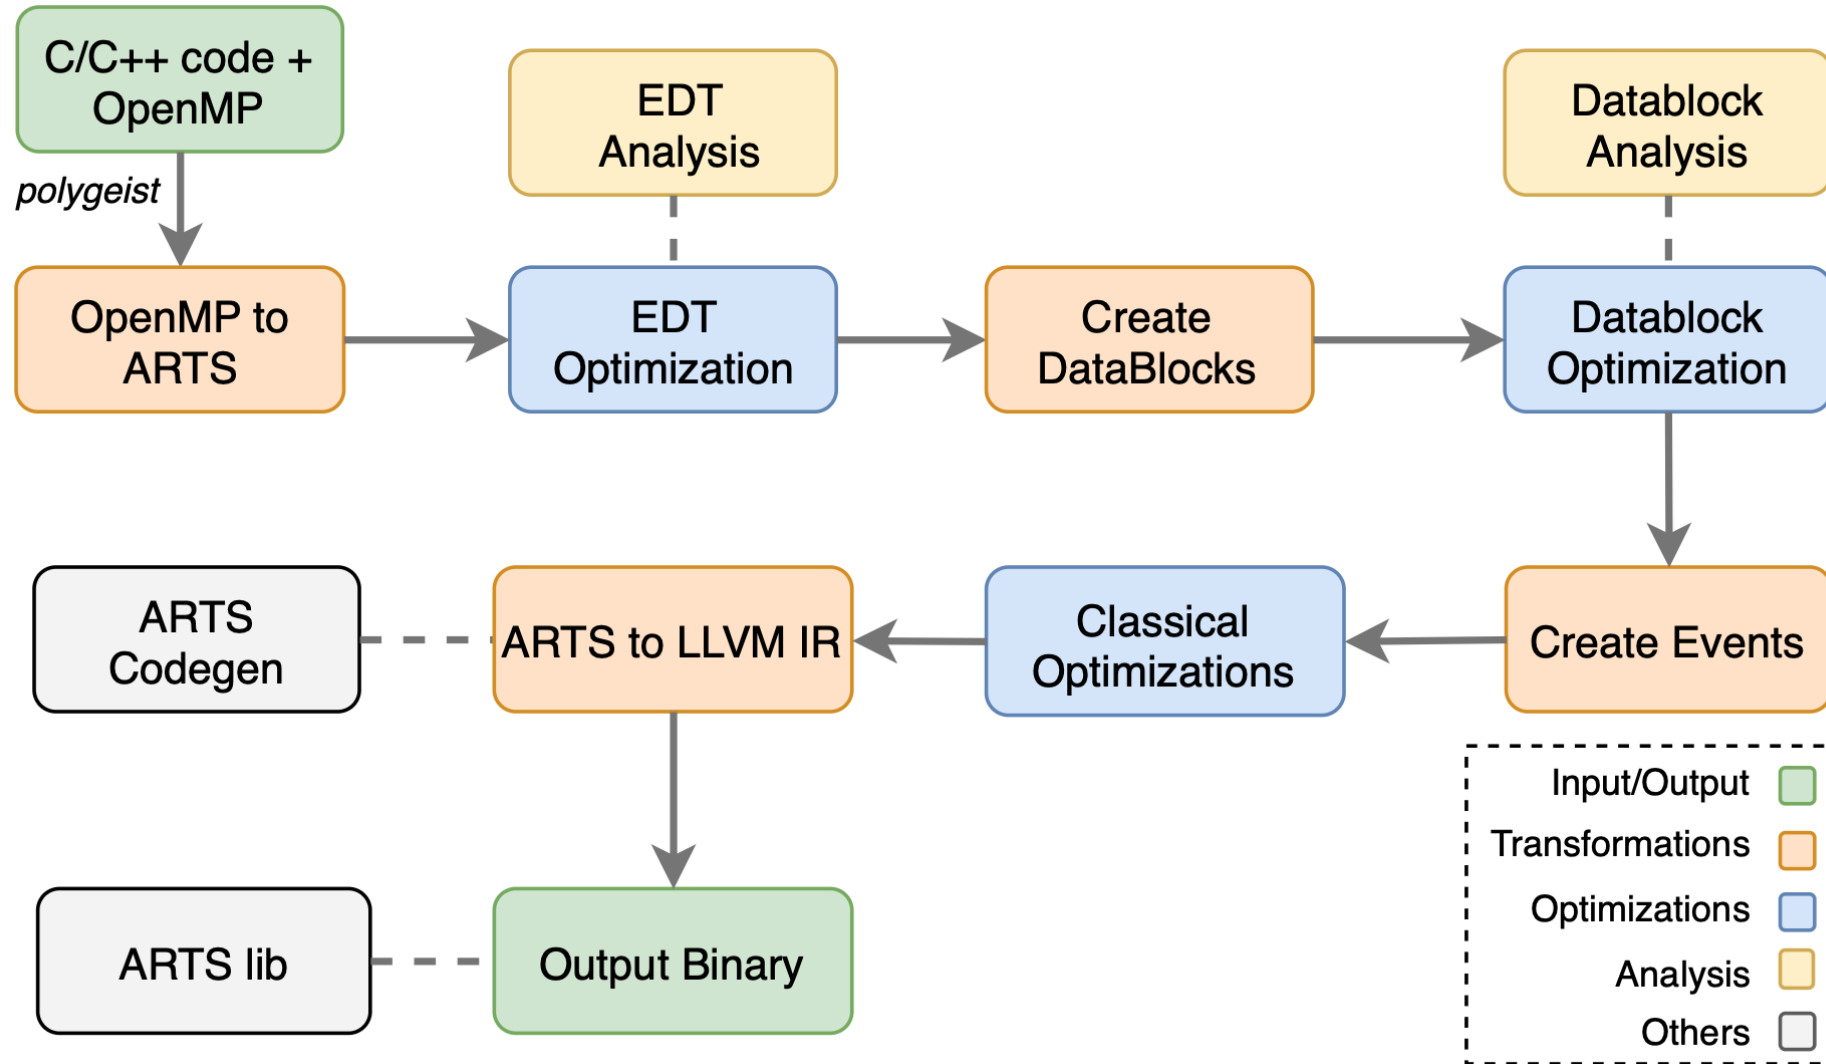 C/C++ code +
OpenMP
polygeist
EDT
Analysis
Datablock
Analysis
OpenMP to
ARTS
EDT
Optimization
Create
DataBlocks
Datablock
Optimization
ARTS
Codegen
ARTS to LLVM IR
Classical
Optimizations
Create Events
ARTS lib
Output Binary
Input/Output
Transformations
Optimizations
Analysis
Others